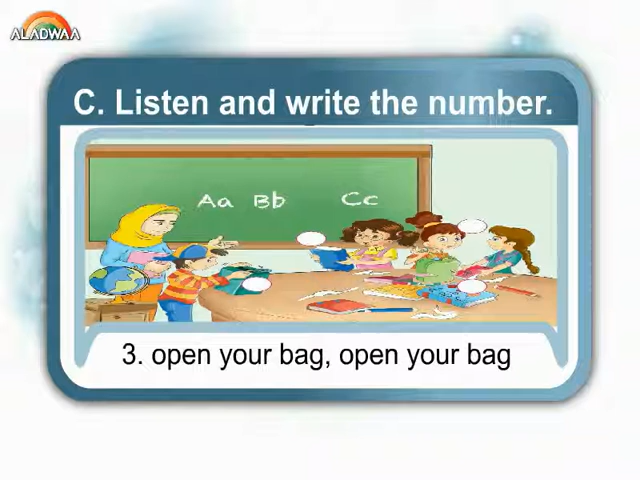 ALADWAA
C. Listen and write the number.
Aa Bb Cc
3. open your bag, open your bag